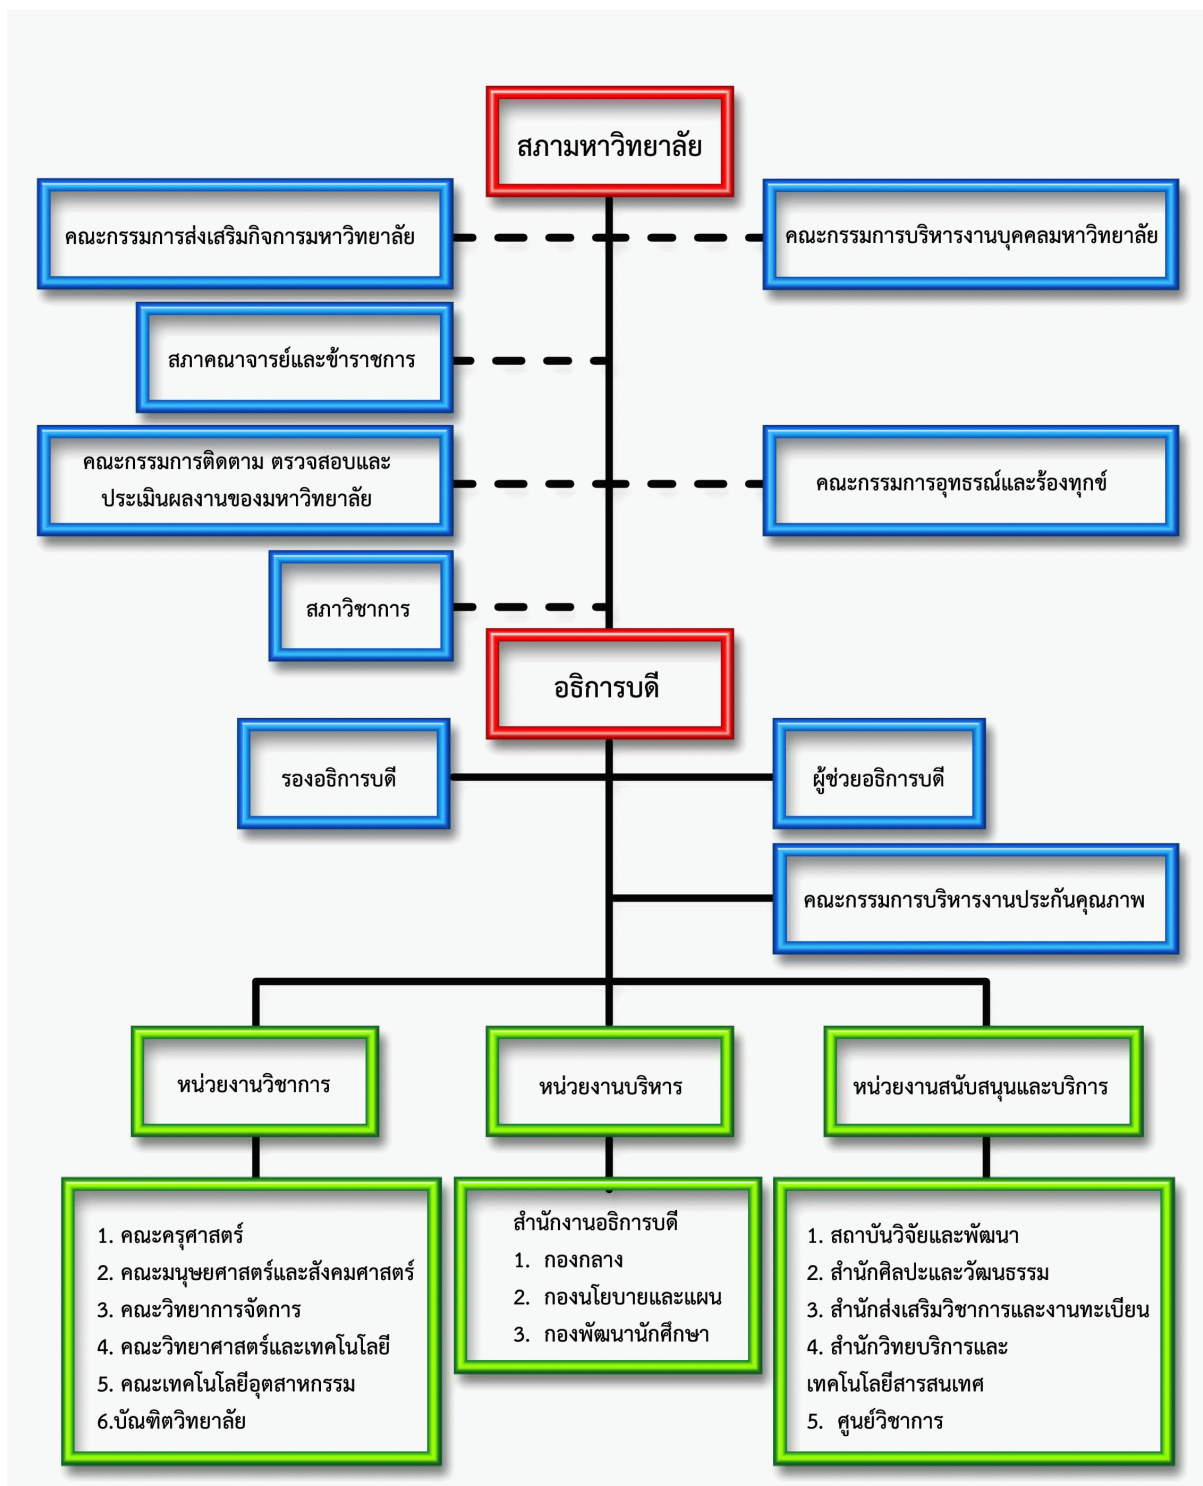 สภามหาวิทยาลัย
คณะกรรมการส่งเสริมกิจการมหาวิทยาลัย
คณะกรรมการบริหารงานบุคคลมหาวิทยาลัย
สภาคณาจารย์และข้าราชการ
คณะกรรมการติดตาม ตรวจสอบและ
ประเมินผลงานของมหาวิทยาลัย
คณะกรรมการอุทธรณ์และร้องทุกข์
สภาวิชาการ
อธิการบดี
รองอธิการบดี
ผู้ช่วยอธิการบดี
คณะกรรมการบริหารงานประกันคุณภาพ
หน่วยงานวิชาการ
หน่วยงานบริหาร
หน่วยงานสนับสนุนและบริการ
1. คณะครุศาสตร์
2. คณะมนุษยศาสตร์และสังคมศาสตร์
3. คณะวิทยาการจัดการ
4. คณะวิทยาศาสตร์และเทคโนโลยี
5. คณะเทคโนโลยีอุตสาหกรรม
6.บัณฑิตวิทยาลัย
สำนักงานอธิการบดี
1. กองกลาง
2. กองนโยบายและแผน
3. กองพัฒนานักศึกษา
1. สถาบันวิจัยและพัฒนา
2. สำนักศิลปะและวัฒนธรรม
3. สำนักส่งเสริมวิชาการและงานทะเบียน
4. สำนักวิทยบริการและ
เทคโนโลยีสารสนเทศ
5. ศูนย์วิชาการ